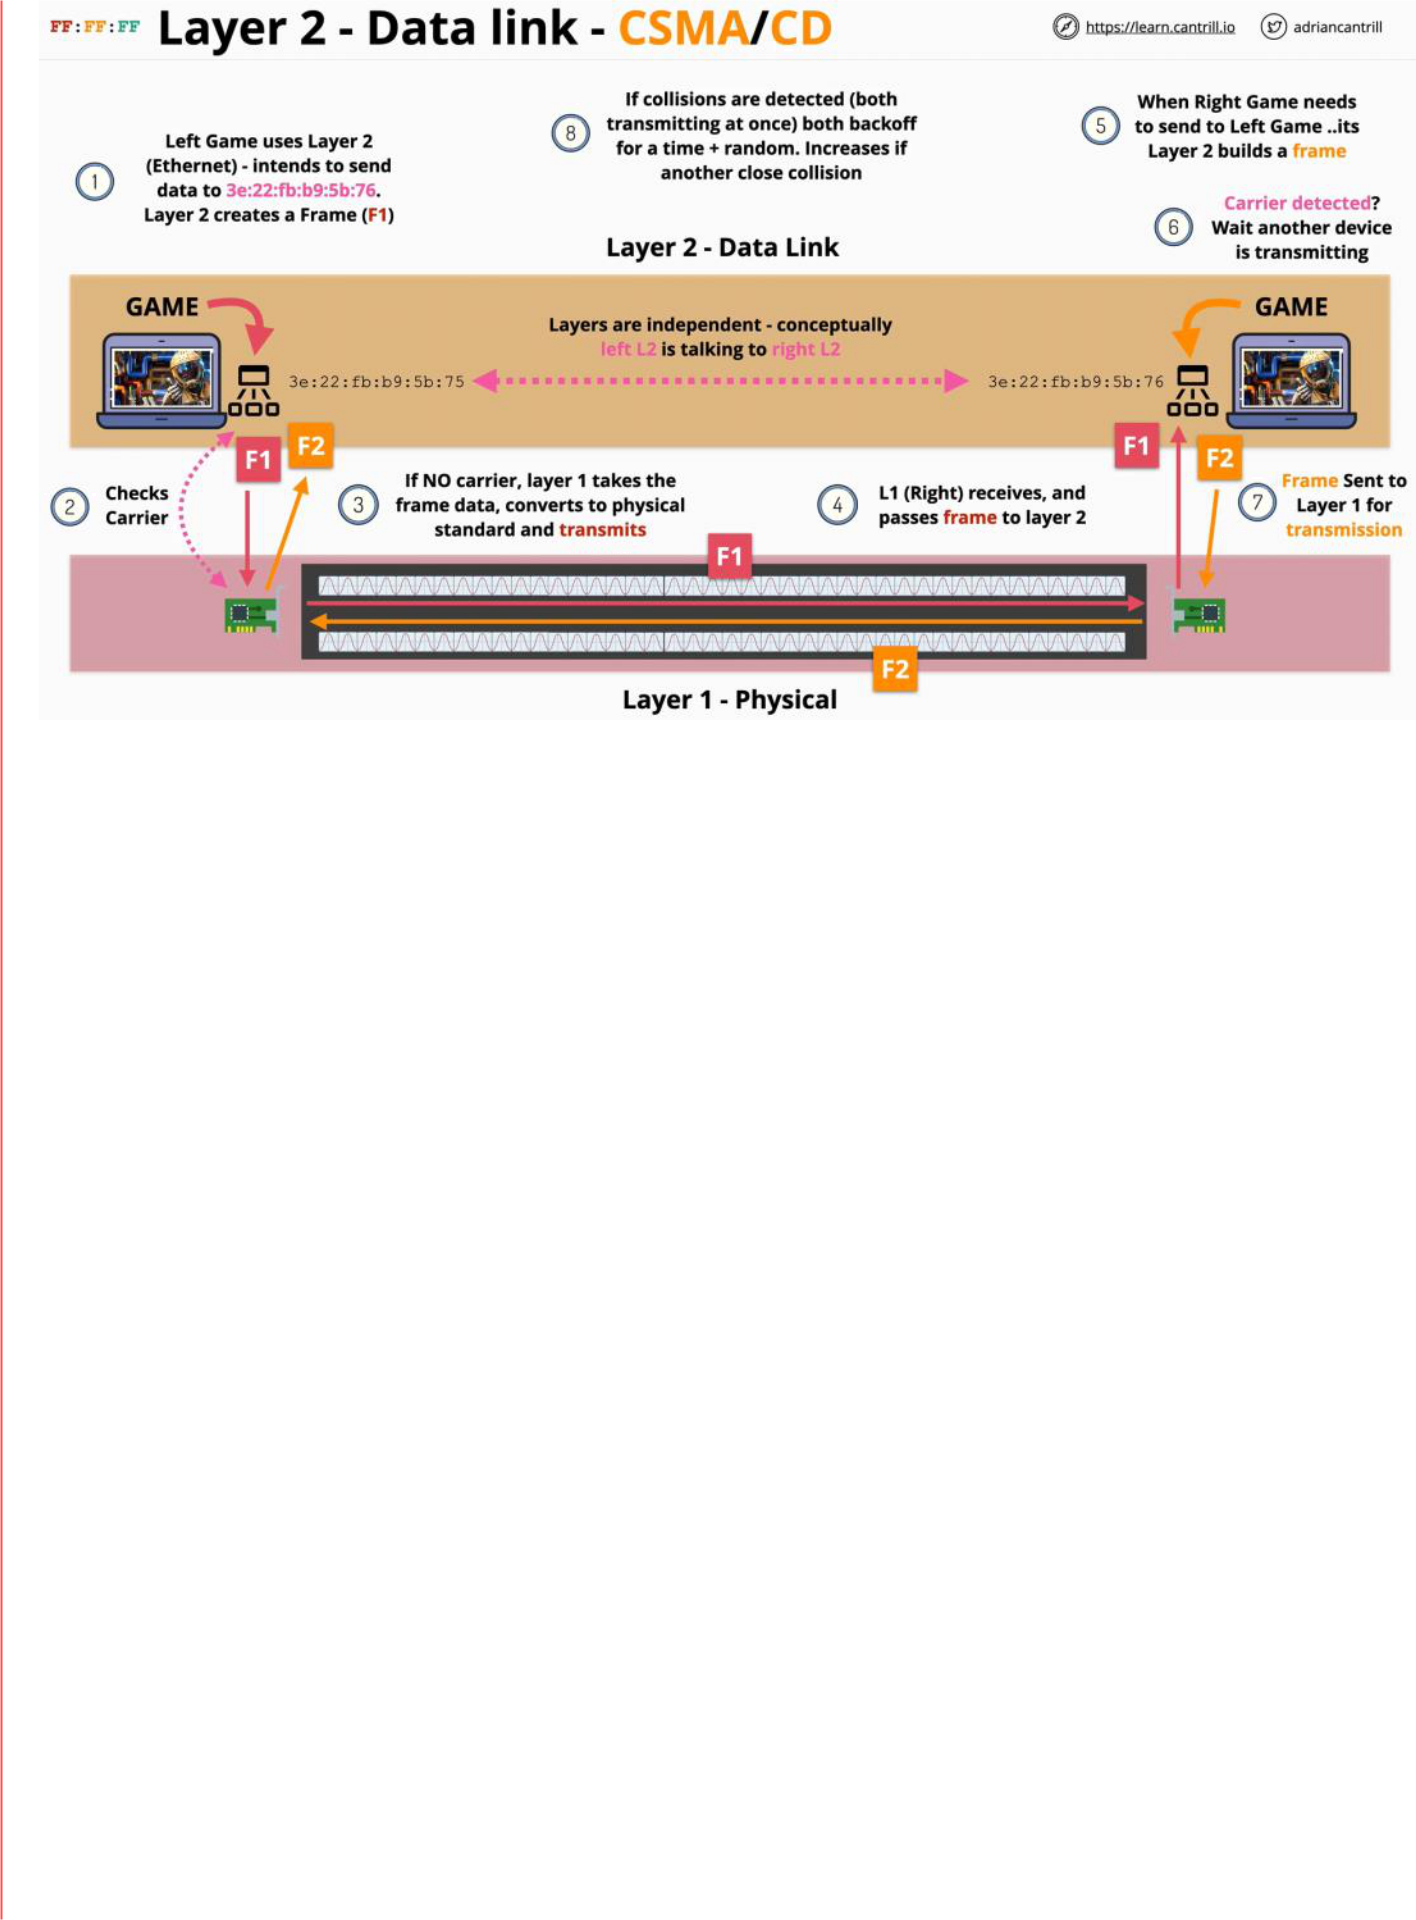 FF:FF:FF Layer 2 - Data link - CSMA/CD
https://learn.cantrill.io
adriancantrill
1
Left Game uses Layer 2
(Ethernet) - intends to send
data to 3e:22:fb:b9:5b:76.
Layer 2 creates a Frame (F1)
8
If collisions are detected (both
transmitting at once) both backoff
for a time + random. Increases if
another close collision
5
When Right Game needs
to send to Left Game ..its
Layer 2 builds a frame
6
Carrier detected?
Wait another device
is transmitting
Layer 2 - Data Link
GAME
Layers are independent - conceptually
left L2 is talking to right L2
GAME
3e:22:fb:b9:5b:75
3e:22:fb:b9:5b:76
F1
F2
F1
F2
2
Checks
Carrier
3
If NO carrier, layer 1 takes the
frame data, converts to physical
standard and transmits
4
L1 (Right) receives, and
passes frame to layer 2
7
Frame Sent to
Layer 1 for
transmission
F1
F2
Layer 1 - Physical